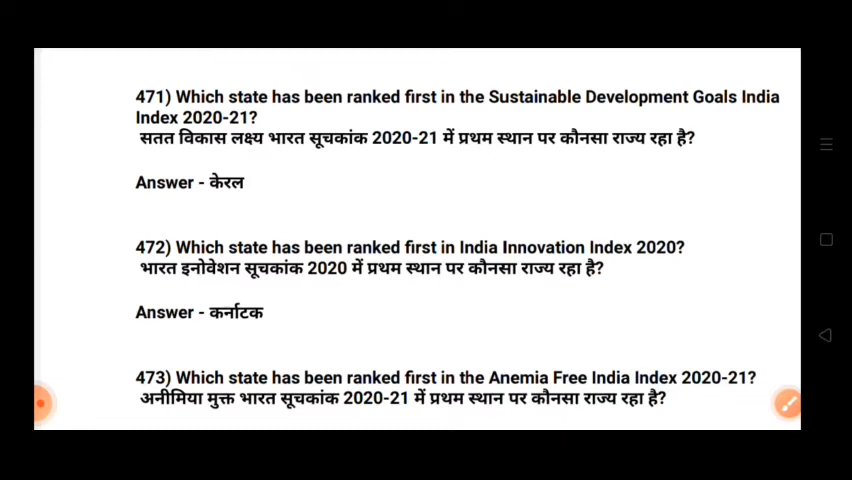 471) Which state has been ranked first in the Sustainable Development Goals India
Index 2020-21?
सतत विकास लक्ष्य भारत सूचकांक 2020-21 में प्रथम स्थान पर कौनसा राज्य रहा है?
Answer - केरल
472) Which state has been ranked first in India Innovation Index 2020?
भारत इनोवेशन सूचकांक 2020 में प्रथम स्थान पर कौनसा राज्य रहा है?
Answer - कर्नाटक
473) Which state has been ranked first in the Anemia Free India Index 2020-21?
अनीमिया मुक्त भारत सूचकांक 2020-21 में प्रथम स्थान पर कौनसा राज्य रहा है?